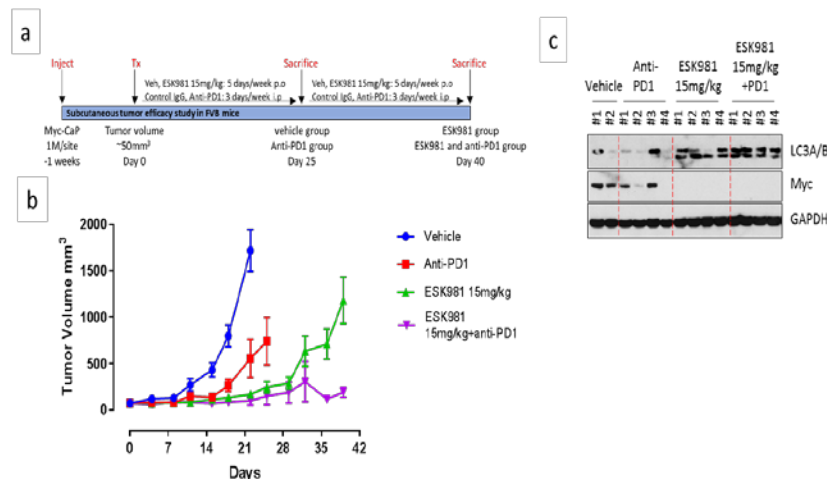 a
Inject
Tx
Sacrifice
Sacrifice
Veh, ESK981 15mg/kg: 5 days/week p.o
Control IgG, Anti-PD1: 3 days/week i.p
Veh, ESK981 15mg/kg: 5 days/week p.o
Control IgG, Anti-PD1: 3 days/week i.p
Subcutaneous tumor efficacy study in FVB mice
Myc-CaP
1M/site
-1 weeks
Tumor volume
~50mm³
Day 0
vehicle group
Anti-PD1 group
Day 25
ESK981 group
ESK981 and anti-PD1 group
Day 40
b
Tumor Volume mm³
2000
1500
1000
500
0
0 7 14 21 28 35 42
Days
Vehicle
Anti-PD1
ESK981 15mg/kg
ESK981
15mg/kg+anti-PD1
c
Vehicle
Anti-
PD1
ESK981
15mg/kg
ESK981
15mg/kg
+PD1
#1 #2 #1 #2 #3 #4 #1 #2 #3 #4 #1 #2 #3 #4
LC3A/B
Myc
GAPDH